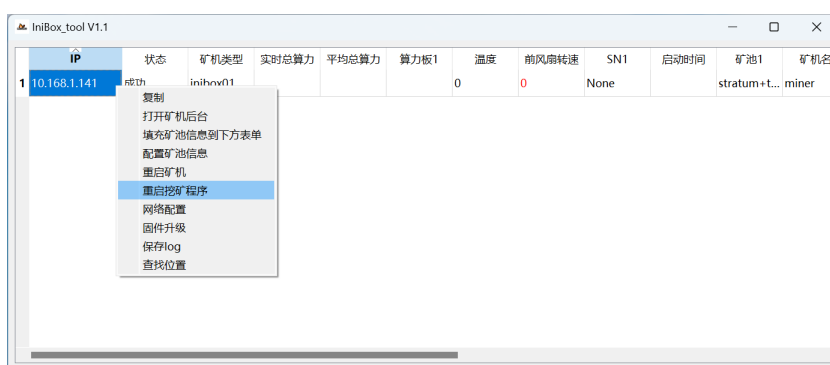 IniBox_tool V1.1
IP 状态 矿机类型 实时总算力 平均总算力 算力板1 温度 前风扇转速 SN1 启动时间 矿池1 矿机名
1 10.168.1.141 成功 inibox01 0 0 None stratum+t... miner
复制
打开矿机后台
填充矿池信息到下方表单
配置矿池信息
重启矿机
重启挖矿程序
网络配置
固件升级
保存log
查找位置